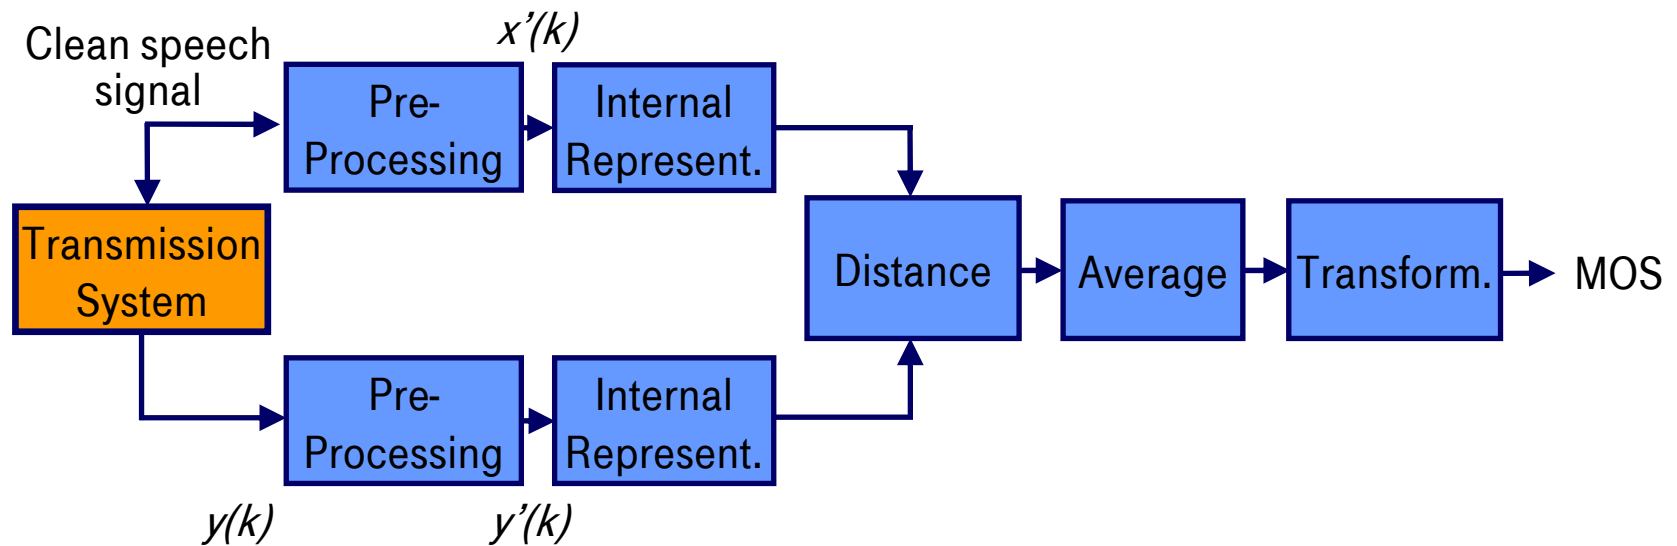 x’(k)
Clean speech
signal
Pre-
Processing
Internal
Represent.
Transmission
System
Distance
Average
Transform.
MOS
Pre-
Processing
Internal
Represent.
y(k)
y’(k)